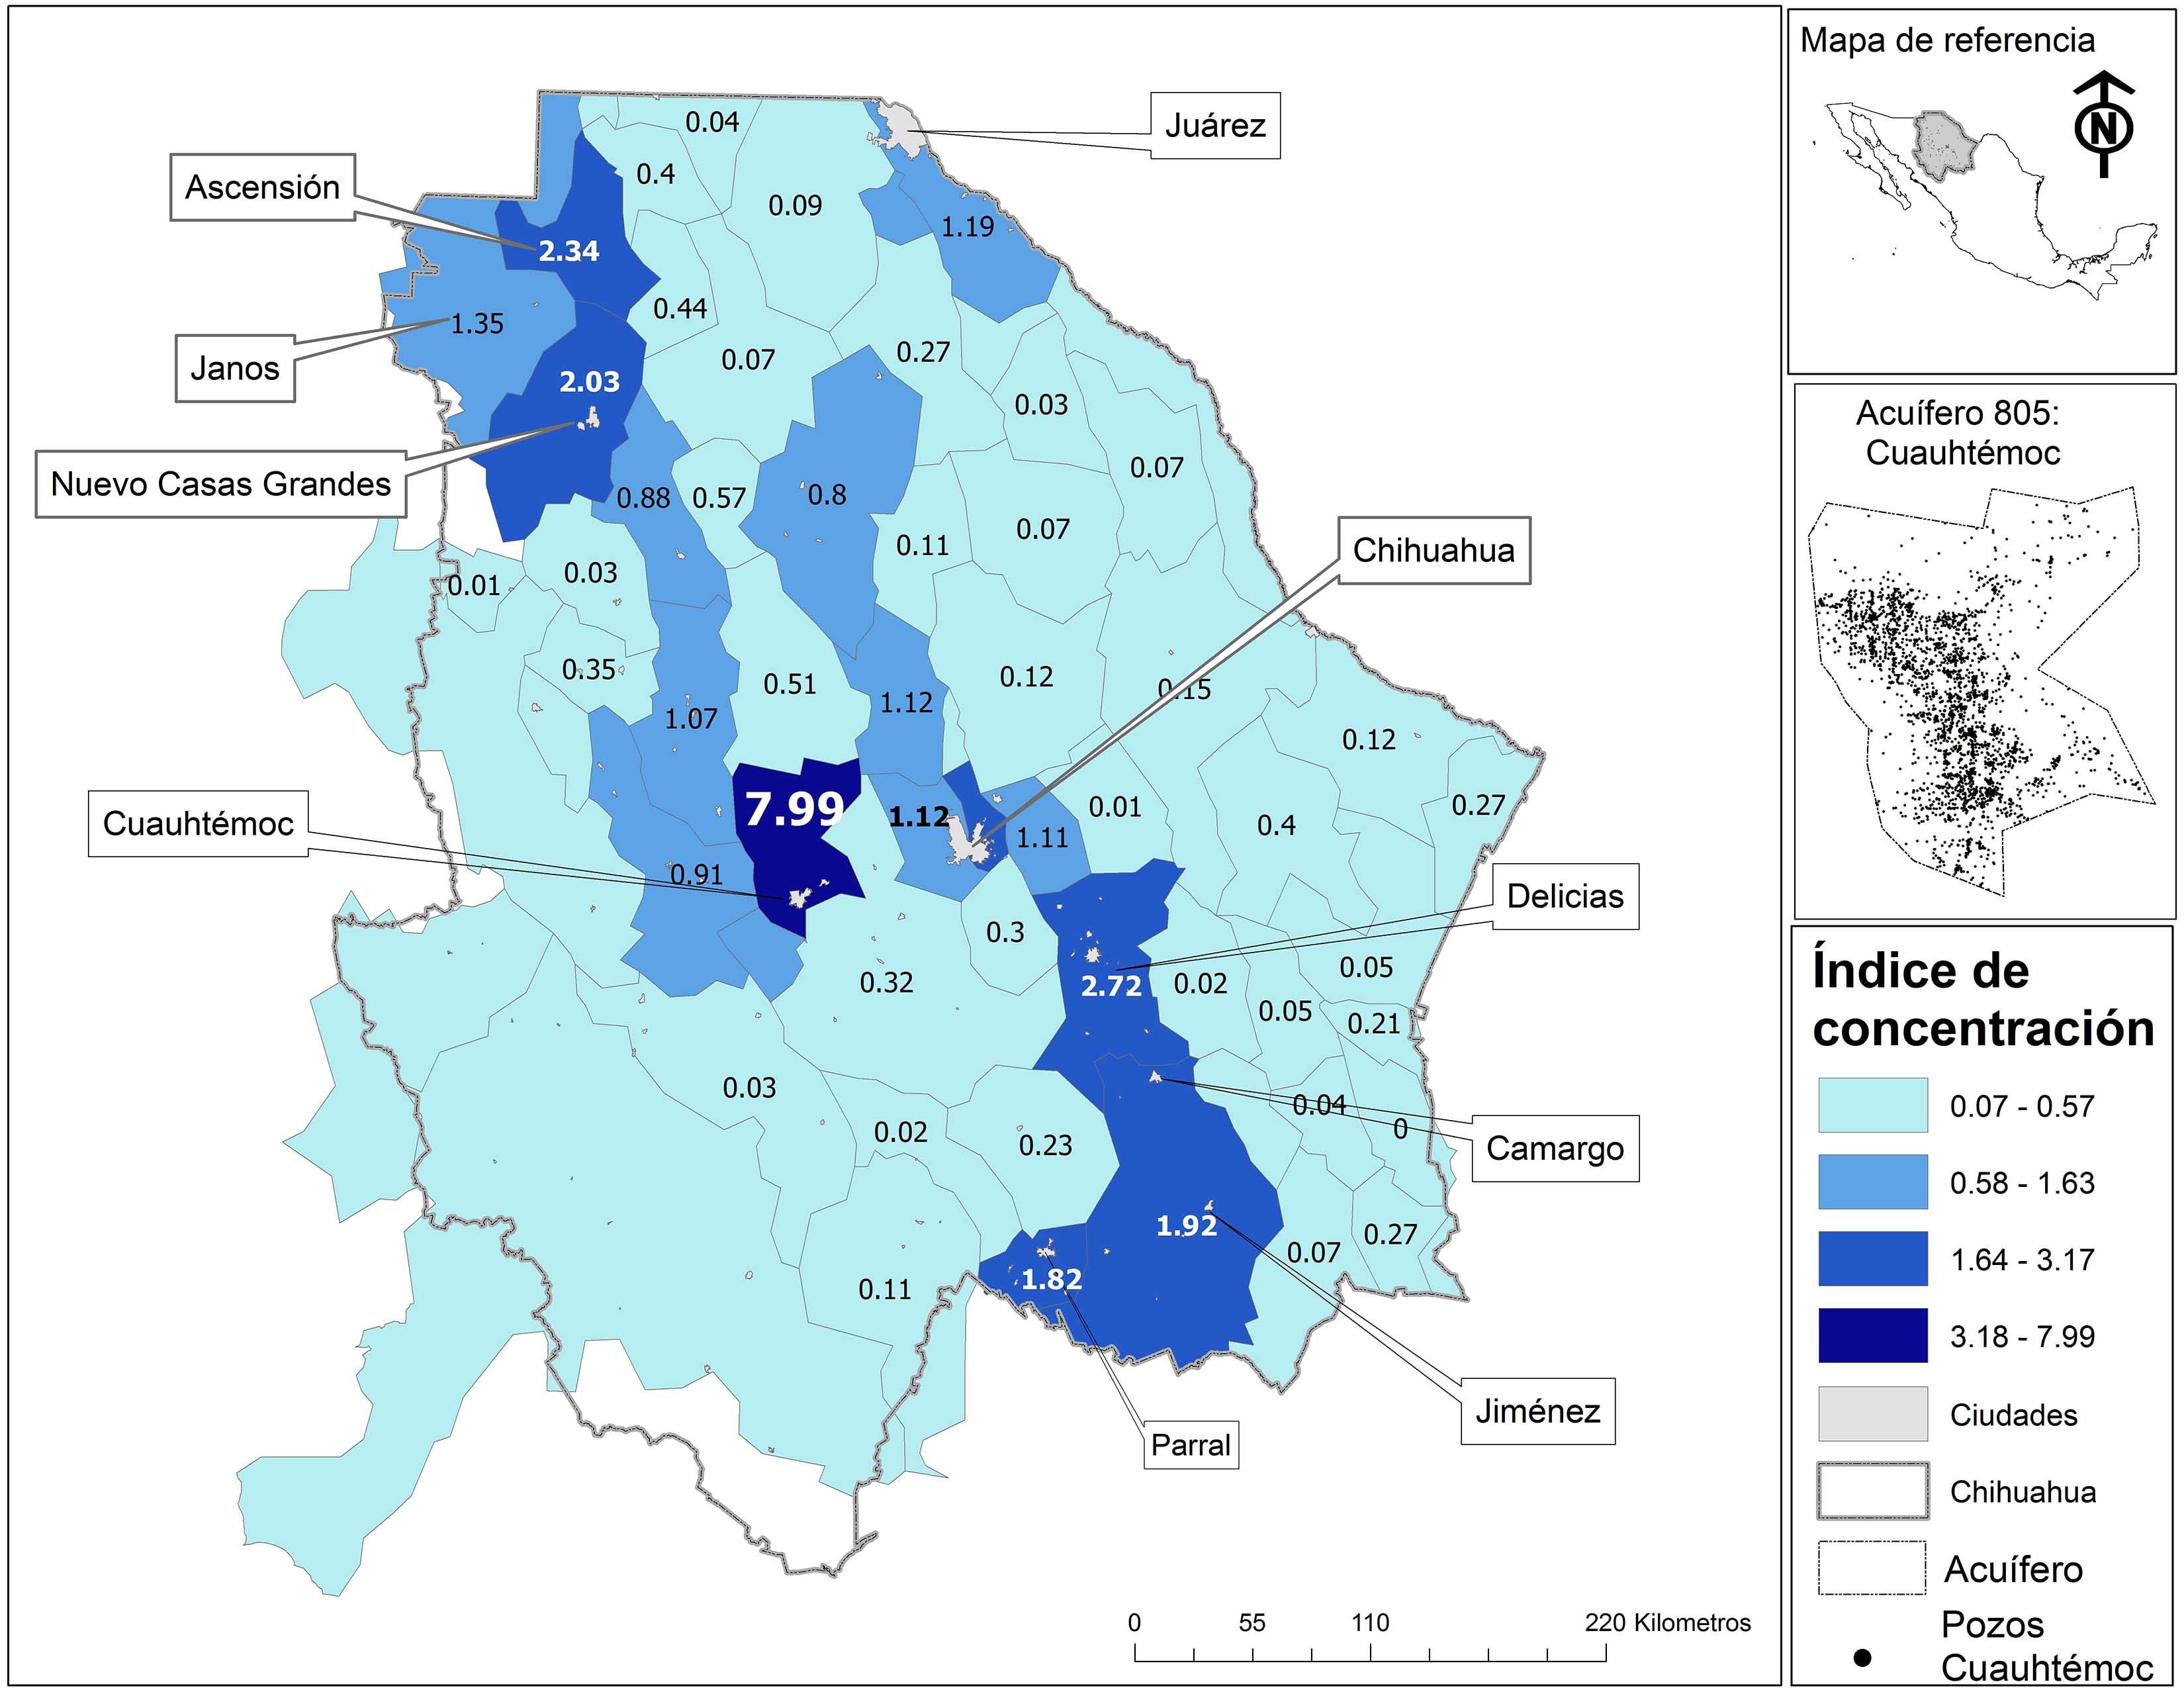 0.04
Juárez
0.4
Ascensión
0.09
1.19
2.34
0.44
1.35
0.27
Janos
0.07
2.03
0.03
0.07
Nuevo Casas Grandes
0.88
0.57
0.8
0.07
0.11
Chihuahua
0.03
0.01
0.35
0.12
0.51
0.15
1.12
1.07
0.12
7.99
0.01
0.27
1.12
Cuauhtémoc
0.4
1.11
0.91
Delicias
0.3
0.05
0.32
2.72
0.02
0.05
0.21
0.03
0.04
0.02
0
0.23
Camargo
1.92
0.27
0.07
1.82
0.11
Jiménez
Parral
0
55
110
220 Kilometros
Mapa de referencia
N
Acuífero 805:
Cuauhtémoc
Índice de
concentración
0.07 - 0.57
0.58 - 1.63
1.64 - 3.17
3.18 - 7.99
Ciudades
Chihuahua
Acuífero
Pozos
Cuauhtémoc